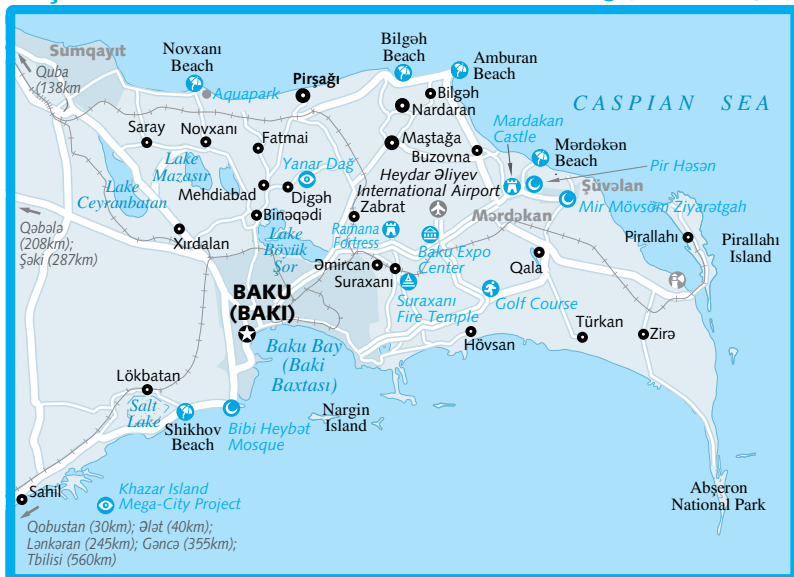 Sumqayıt
Quba
(138km
Novxanı
Beach
Aquapark
Pirşağı
Bilgəh
Beach
Amburan
Beach
Bilgəh
Nardaran
CASPIAN SEA
Mardakan
Castle
Mərdəkən
Beach
Pir Həsən
Şüvəlan
Mir Mövsöm Ziyarətgah
Saray
Novxanı
Fatmai
Maştağa
Buzovna
Lake
Mazasır
Yanar Dağ
Heydar Əliyev
International Airport
Lake
Ceyranbatan
Mehdiabad
Digəh
Binəqədi
Zabrat
Mərdəkan
Qəbələ
(208km);
Şəki (287km)
Xırdalan
Lake
Böyük
Şor
Ramana
Fortress
Baku Expo
Center
Pirallahı
Pirallahı
Island
Əmircan
Suraxanı
Qala
BAKU
(BAKI)
Suraxanı
Fire Temple
Golf Course
Baku Bay
(Baki
Baxtası)
Hövsan
Türkan
Zirə
Lökbatan
Salt
Lake
Shikhov
Beach
Bibi Heybət
Mosque
Nargin
Island
Sahil
Khazar Island
Mega-City Project
Abşeron
National Park
Qobustan (30km); Ələt (40km);
Lənkəran (245km); Gəncə (355km);
Tbilisi (560km)